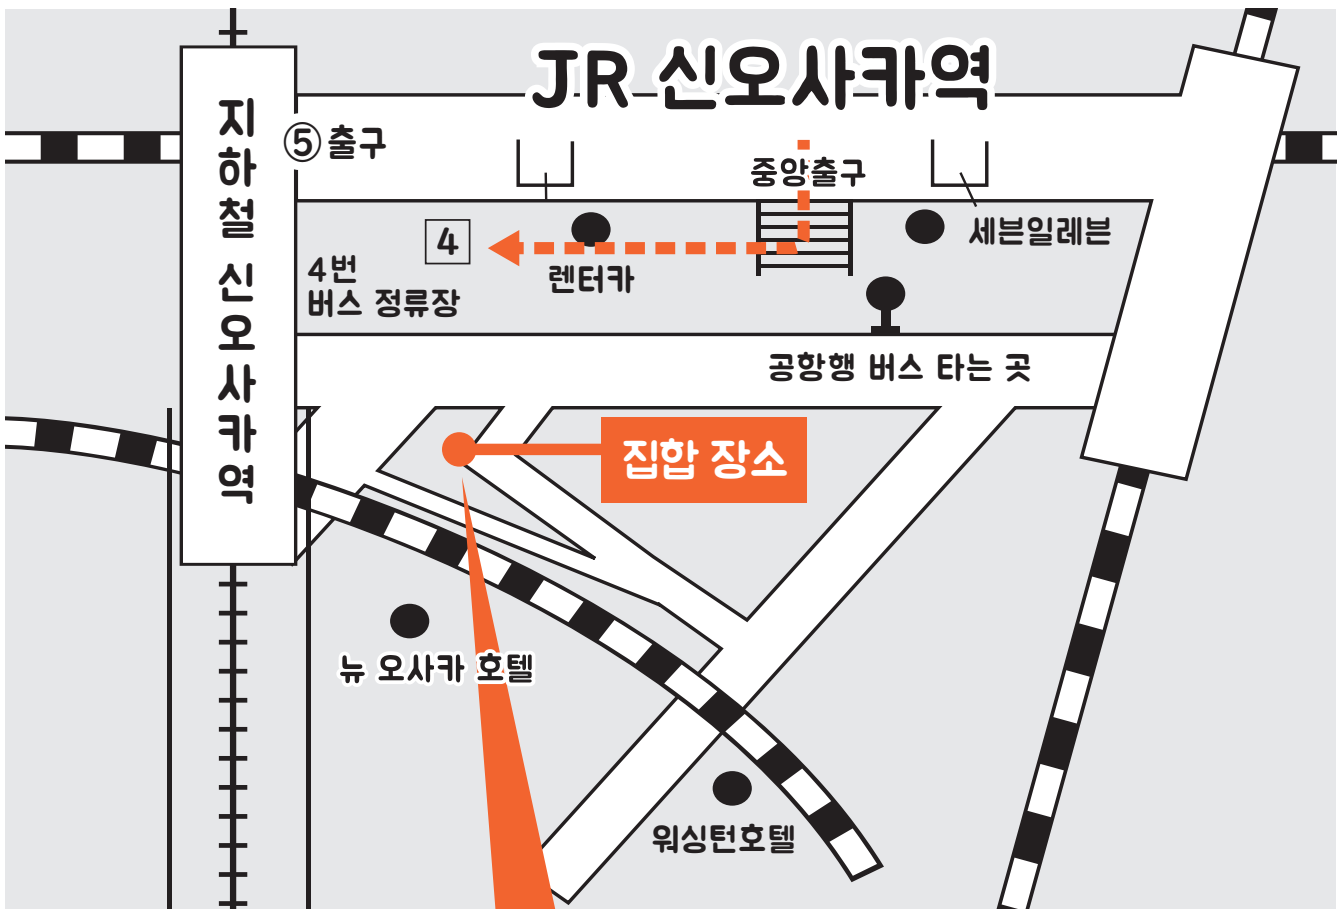 JR 신오사카역
지하철 신오사카역
⑤출구
중앙출구
세븐일레븐
4
렌터카
4번
버스 정류장
공항행 버스 타는 곳
집합 장소
뉴 오사카 호텔
워싱턴호텔